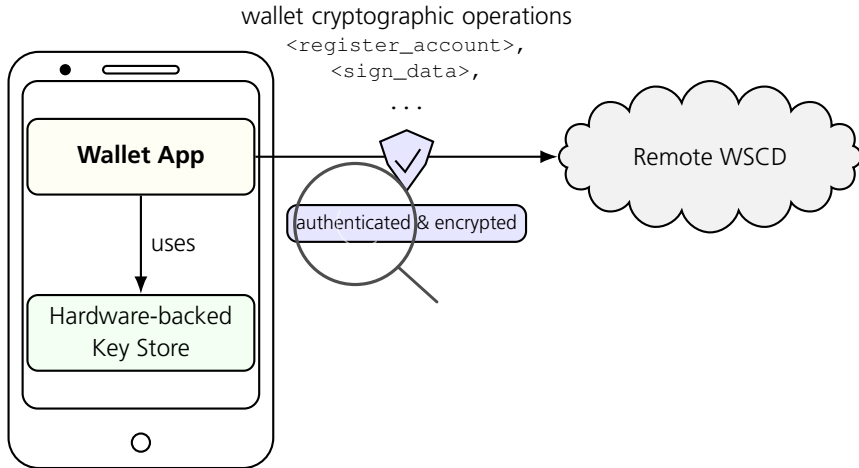 wallet cryptographic operations
<register_account>,
<sign_data>,
...
Wallet App
Remote WSCD
authenticated & encrypted
uses
Hardware-backed
Key Store